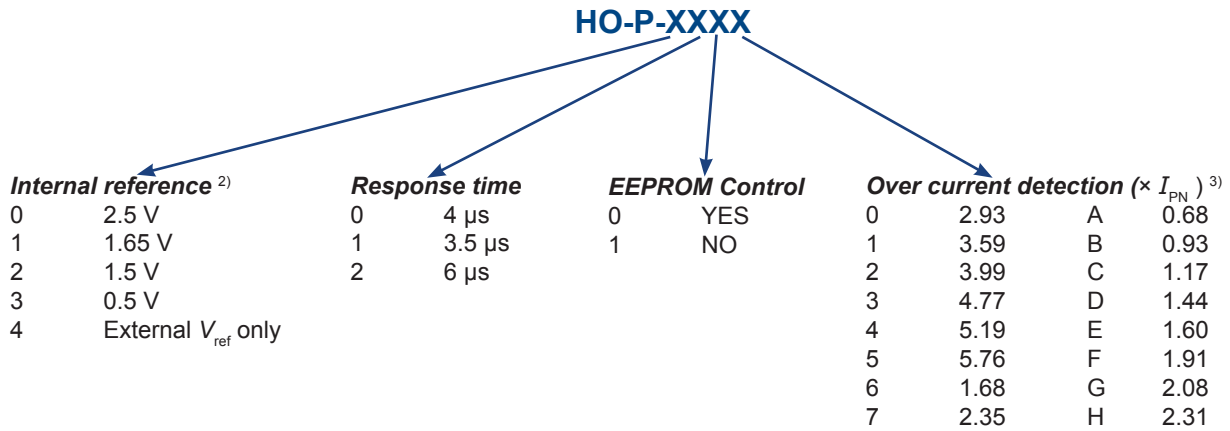 HO-P-XXXX
Internal reference 2)
0 2.5 V
1 1.65 V
2 1.5 V
3 0.5 V
4 External Vref only
Response time
0 4 µs
1 3.5 µs
2 6 µs
EEPROM Control
0 YES
1 NO
Over current detection (× IPN ) 3)
0 2.93 A 0.68
1 3.59 B 0.93
2 3.99 C 1.17
3 4.77 D 1.44
4 5.19 E 1.60
5 5.76 F 1.91
6 1.68 G 2.08
7 2.35 H 2.31